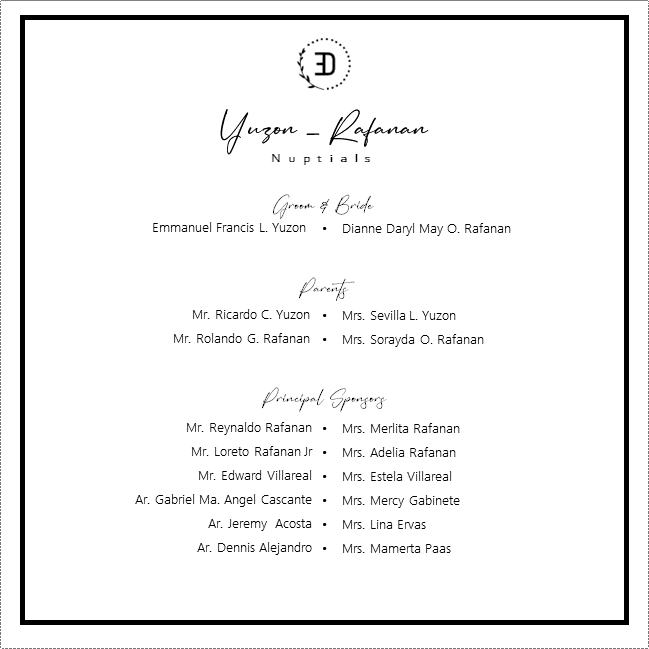 ED
Yuzon – Rafanan
Nuptials
Groom & Bride
Emmanuel Francis L. Yuzon • Dianne Daryl May O. Rafanan
Parents
Mr. Ricardo C. Yuzon • Mrs. Sevilla L. Yuzon
Mr. Rolando G. Rafanan • Mrs. Sorayda O. Rafanan
Principal Sponsors
Mr. Reynaldo Rafanan • Mrs. Merlita Rafanan
Mr. Loreto Rafanan Jr • Mrs. Adelia Rafanan
Mr. Edward Villareal • Mrs. Estela Villareal
Ar. Gabriel Ma. Angel Cascante • Mrs. Mercy Gabinete
Ar. Jeremy Acosta • Mrs. Lina Ervas
Ar. Dennis Alejandro • Mrs. Mamerta Paas